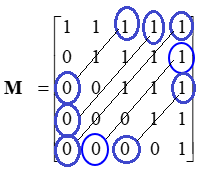 1 1 1 1 1
0 1 1 1 1
M = 0 0 1 1 1
0 0 0 1 1
0 0 0 0 1